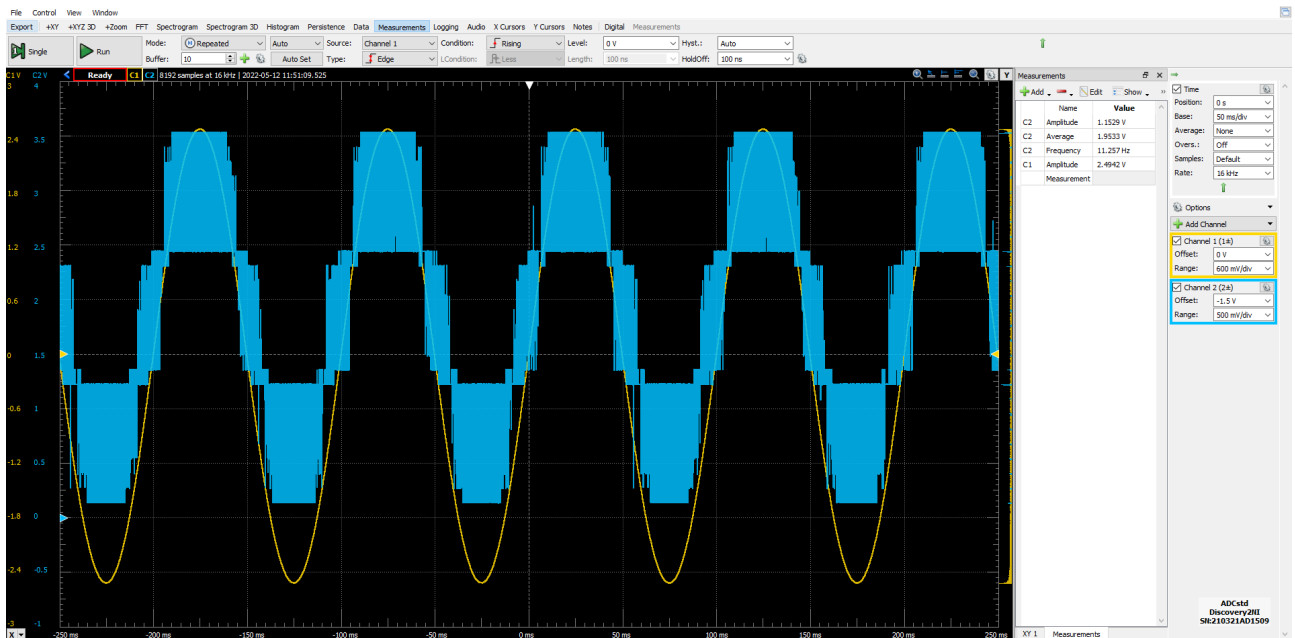 File Control View Window
Export +XY +XYZ 3D +Zoom FFT Spectrogram Spectrogram 3D Histogram Persistence Data Measurements Logging Audio X Cursors Y Cursors Notes Digital Measurements
Single Run Mode: Repeated Auto Source: Channel 1 Condition: Rising Level: 0 V Hyst.: Auto
Buffer: 10 Auto Set Type: Edge LCondition: Less Length: 100 ns HoldOff: 100 ns
C1 V C2 V Ready C1 C2 8192 samples at 16 kHz | 2022-05-12 11:51:09.525 Y
3 4
2.4 3.5
1.8 3
1.2 2.5
0.6 2
0 1.5
-0.6 1
-1.2 0.5
-1.8 0
-2.4 -0.5
-3 -1
X -250 ms -200 ms -150 ms -100 ms -50 ms 0 ms 50 ms 100 ms 150 ms 200 ms 250 ms
Measurements
Add Edit Show
Name Value
C2 Amplitude 1.1529 V
C2 Average 1.9533 V
C2 Frequency 11.257 Hz
C1 Amplitude 2.4942 V
Measurement
XY 1 Measurements
Time
Position: 0 s
Base: 50 ms/div
Average: None
Overs.: Off
Samples: Default
Rate: 16 kHz
Options
Add Channel
Channel 1 (1±)
Offset: 0 V
Range: 600 mV/div
Channel 2 (2±)
Offset: -1.5 V
Range: 500 mV/div
ADCstd
Discovery2NI
SN:210321AD1509